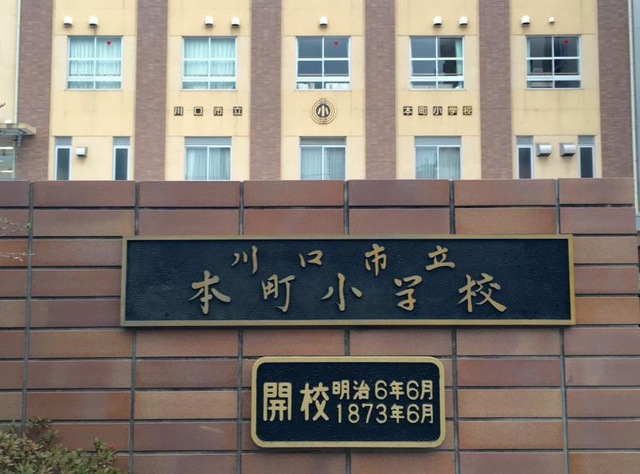 川口市立
小
本町小学校
川口市立
本町小学校
開校
明治6年6月
1873年6月